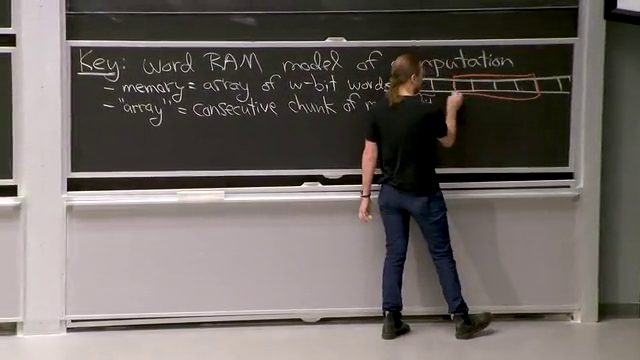 Key: word RAM model of computation
- memory = array of w-bit words
- "array" = consecutive chunk of
w